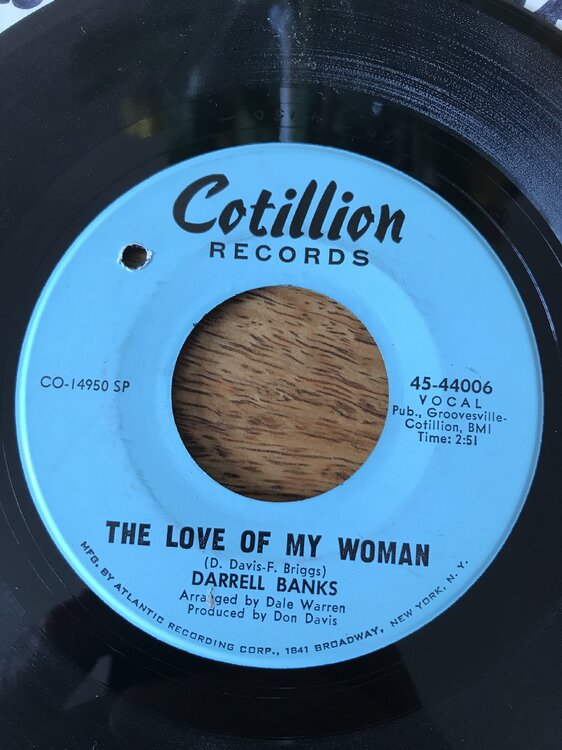 Cotillion
RECORDS
CO-14950 SP
45-44006
VOCAL
Pub., Groovesville-
Cotillion, BMI
Time: 2:51
THE LOVE OF MY WOMAN
(D. Davis-F. Briggs)
DARRELL BANKS
Arranged by Dale Warren
Produced by Don Davis
MFG. BY ATLANTIC RECORDING CORP., 1841 BROADWAY, NEW YORK, N. Y.